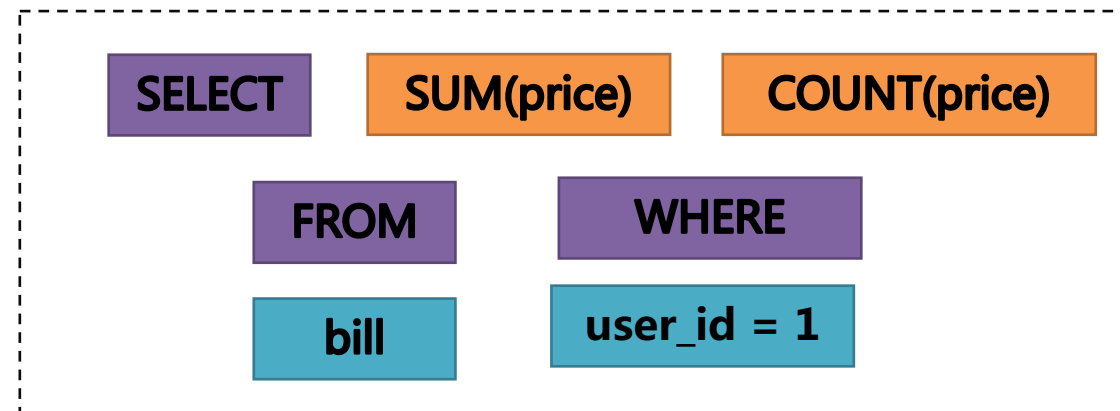 SELECT SUM(price) COUNT(price)
FROM WHERE
bill user_id = 1